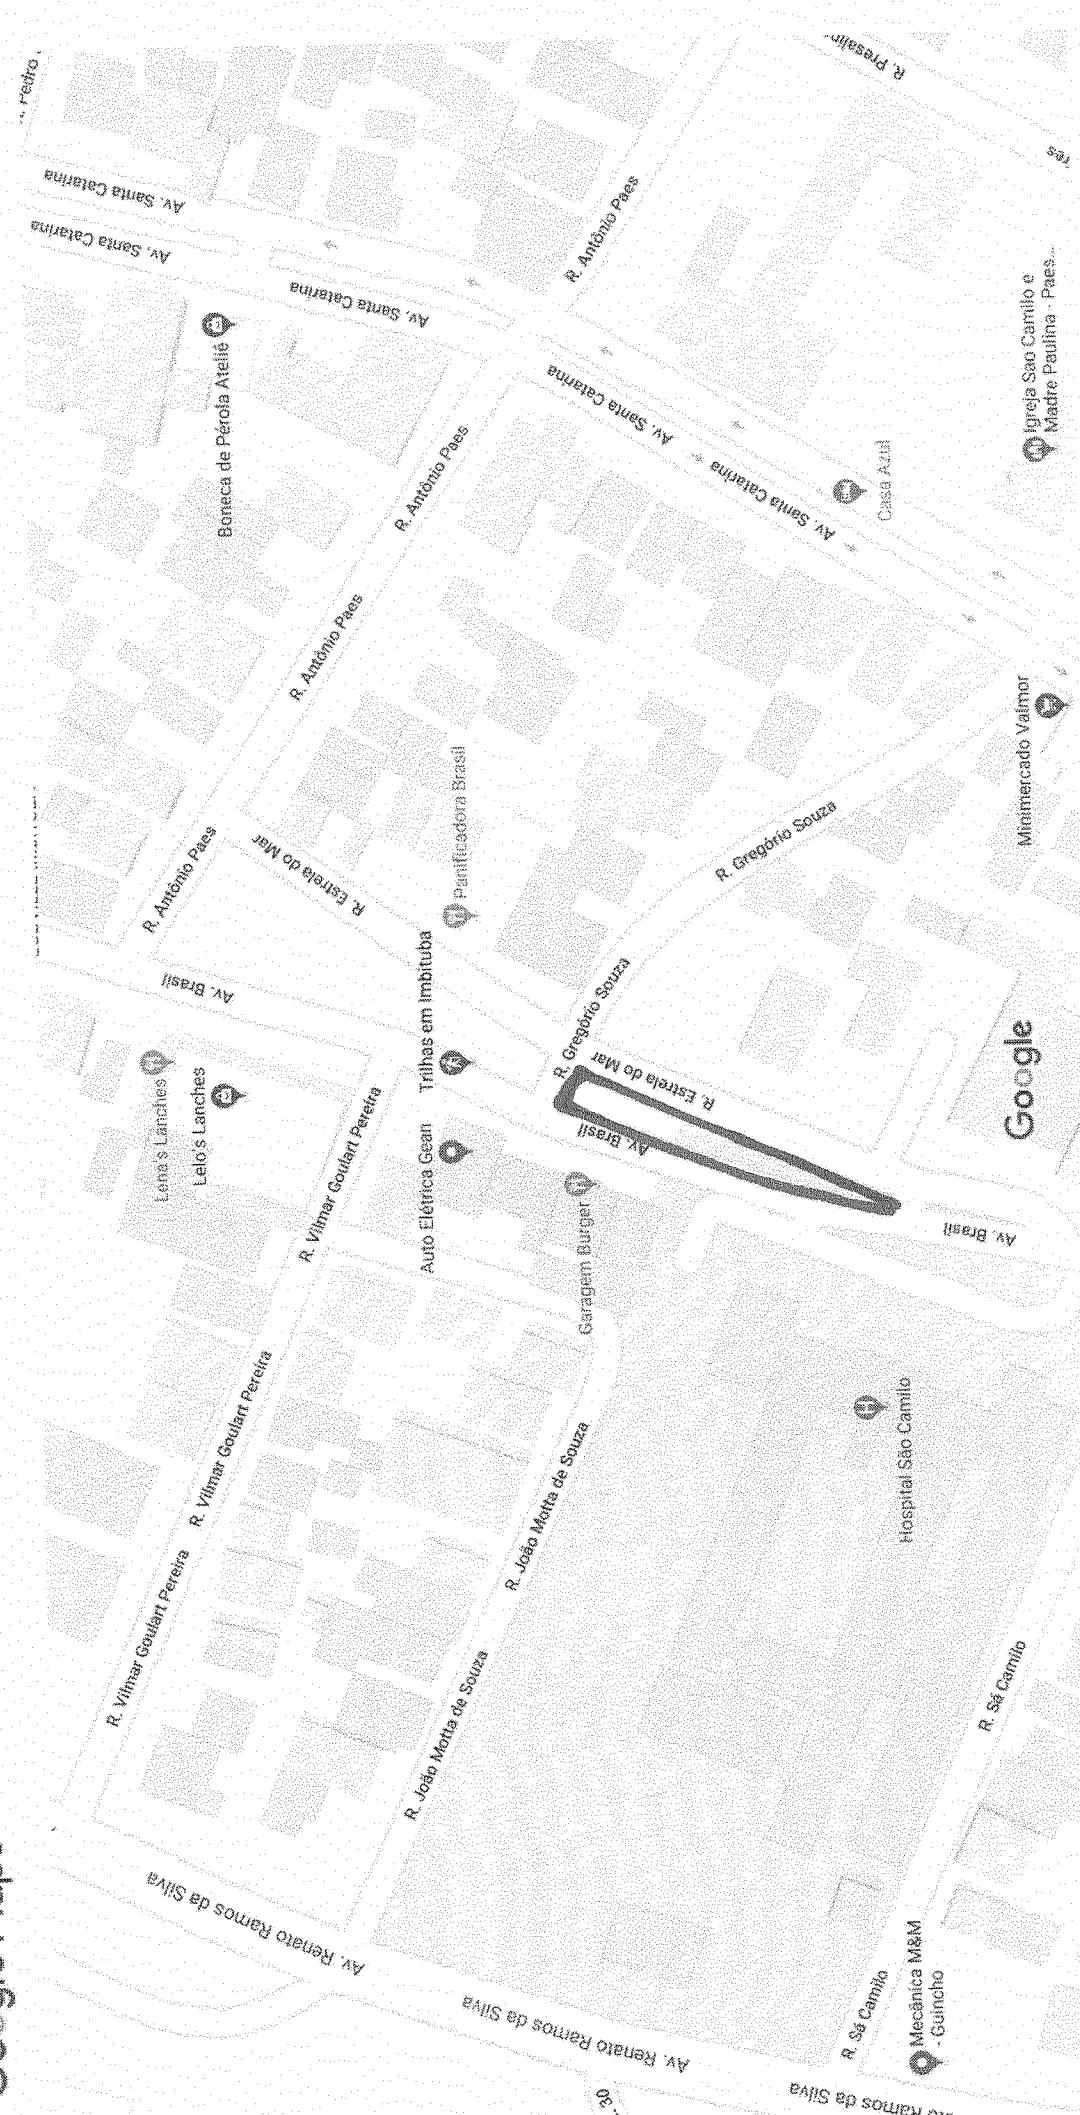 R. Presalin
Av. Santa Catarina
Av. Santa Catarina
Av. Santa Catarina
R. Antônio Paes
Boneca de Pérola Ateliê
Igreja Sao Camilo e
Madre Paulina - Paes...
Av. Santa Catarina
Av. Santa Catarina
R. Antônio Paes
Casa Azul
R. Antônio Paes
Minimercado Valmor
Panificadora Brasil
R. Antônio Paes
R. Estrela do Mar
R. Gregório Souza
Av. Brasil
Trilhas em Imbituba
R. Gregório Souza
R. Estrela do Mar
Google
Lena's Lanches
Lelo's Lanches
Av. Brasil
R. Vilmar Goulart Pereira
Auto Elétrica Gean
Garagem Burger
Av. Brasil
R. Vilmar Goulart Pereira
Hospital São Camilo
R. João Motta de Souza
R. Vilmar Goulart Pereira
R. João Motta de Souza
R. Sá Camilo
Av. Renato Ramos da Silva
Av. Renato Ramos da Silva
R. Sá Camilo
Mecânica M&M
- Guincho
Ramos da Silva